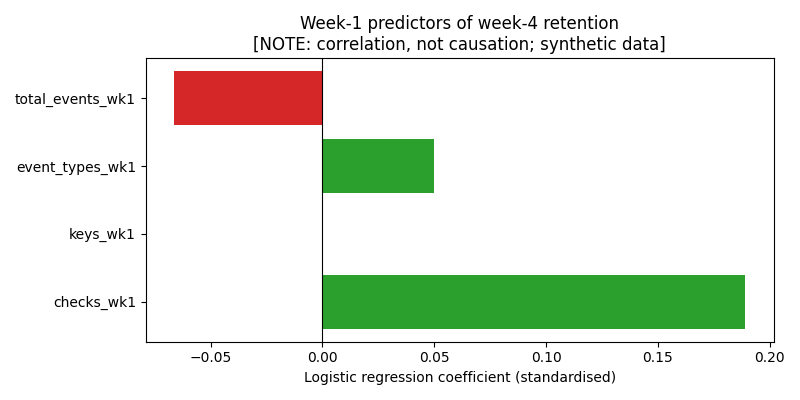 Week-1 predictors of week-4 retention
[NOTE: correlation, not causation; synthetic data]
total_events_wk1
event_types_wk1
keys_wk1
checks_wk1
−0.05 0.00 0.05 0.10 0.15 0.20
Logistic regression coefficient (standardised)